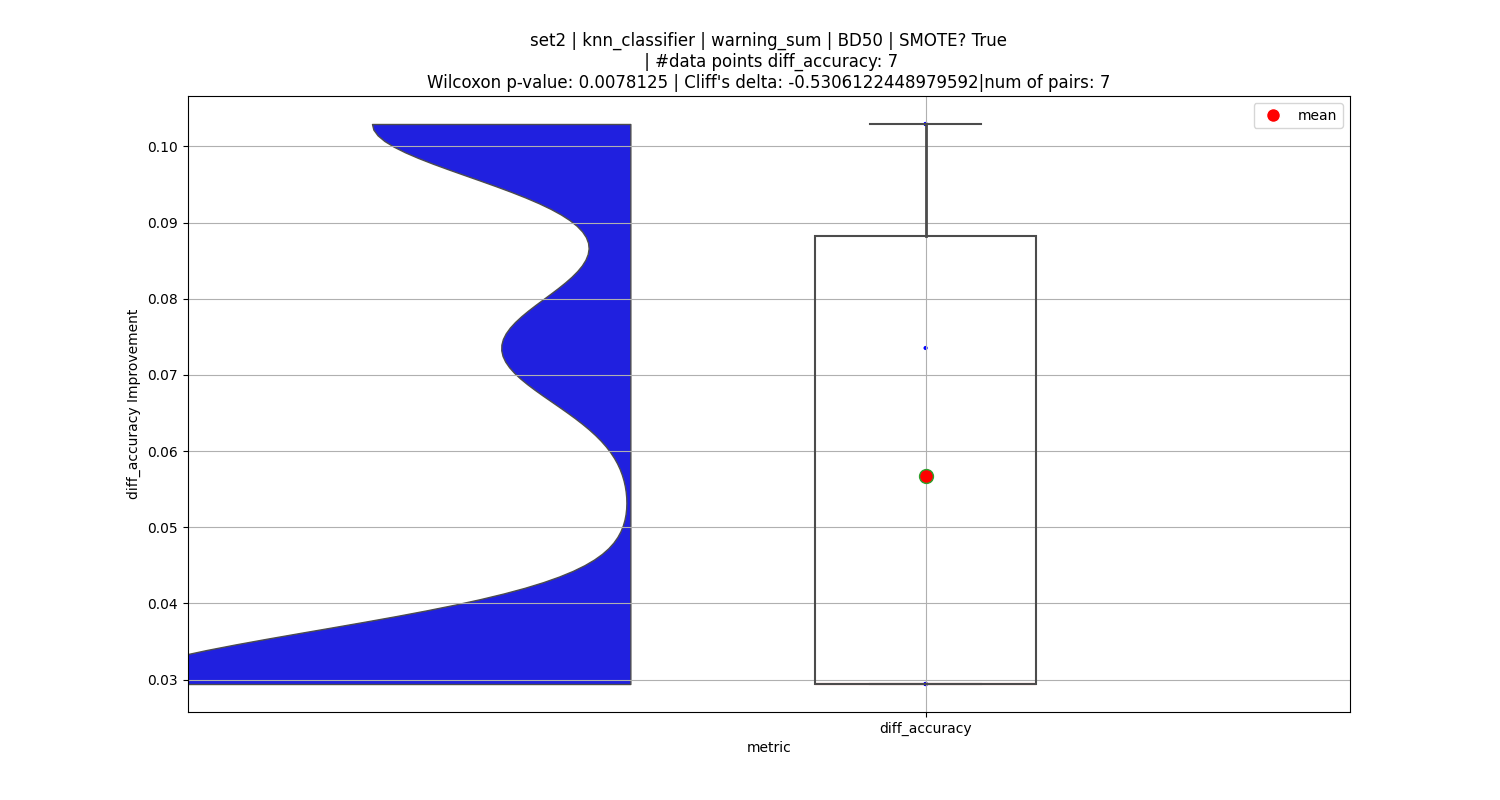 set2 | knn_classifier | warning_sum | BD50 | SMOTE? True
| #data points diff_accuracy: 7
Wilcoxon p-value: 0.0078125 | Cliff's delta: -0.5306122448979592|num of pairs: 7
mean
0.10
0.09
0.08
0.07
0.06
0.05
0.04
0.03
diff_accuracy Improvement
diff_accuracy
metric